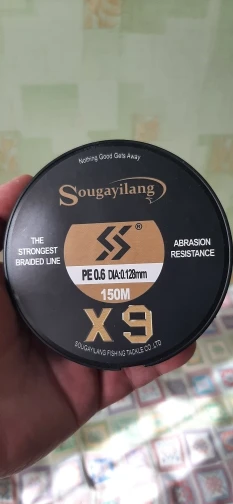 Nothing Good Gets Away
Sougayilang
THE
STRONGEST
BRAIDED LINE
ABRASION
RESISTANCE
®
PE 0.6 DIA:0.128mm
150M
X9
SOUGAYILANG FISHING TACKLE CO.,LTD